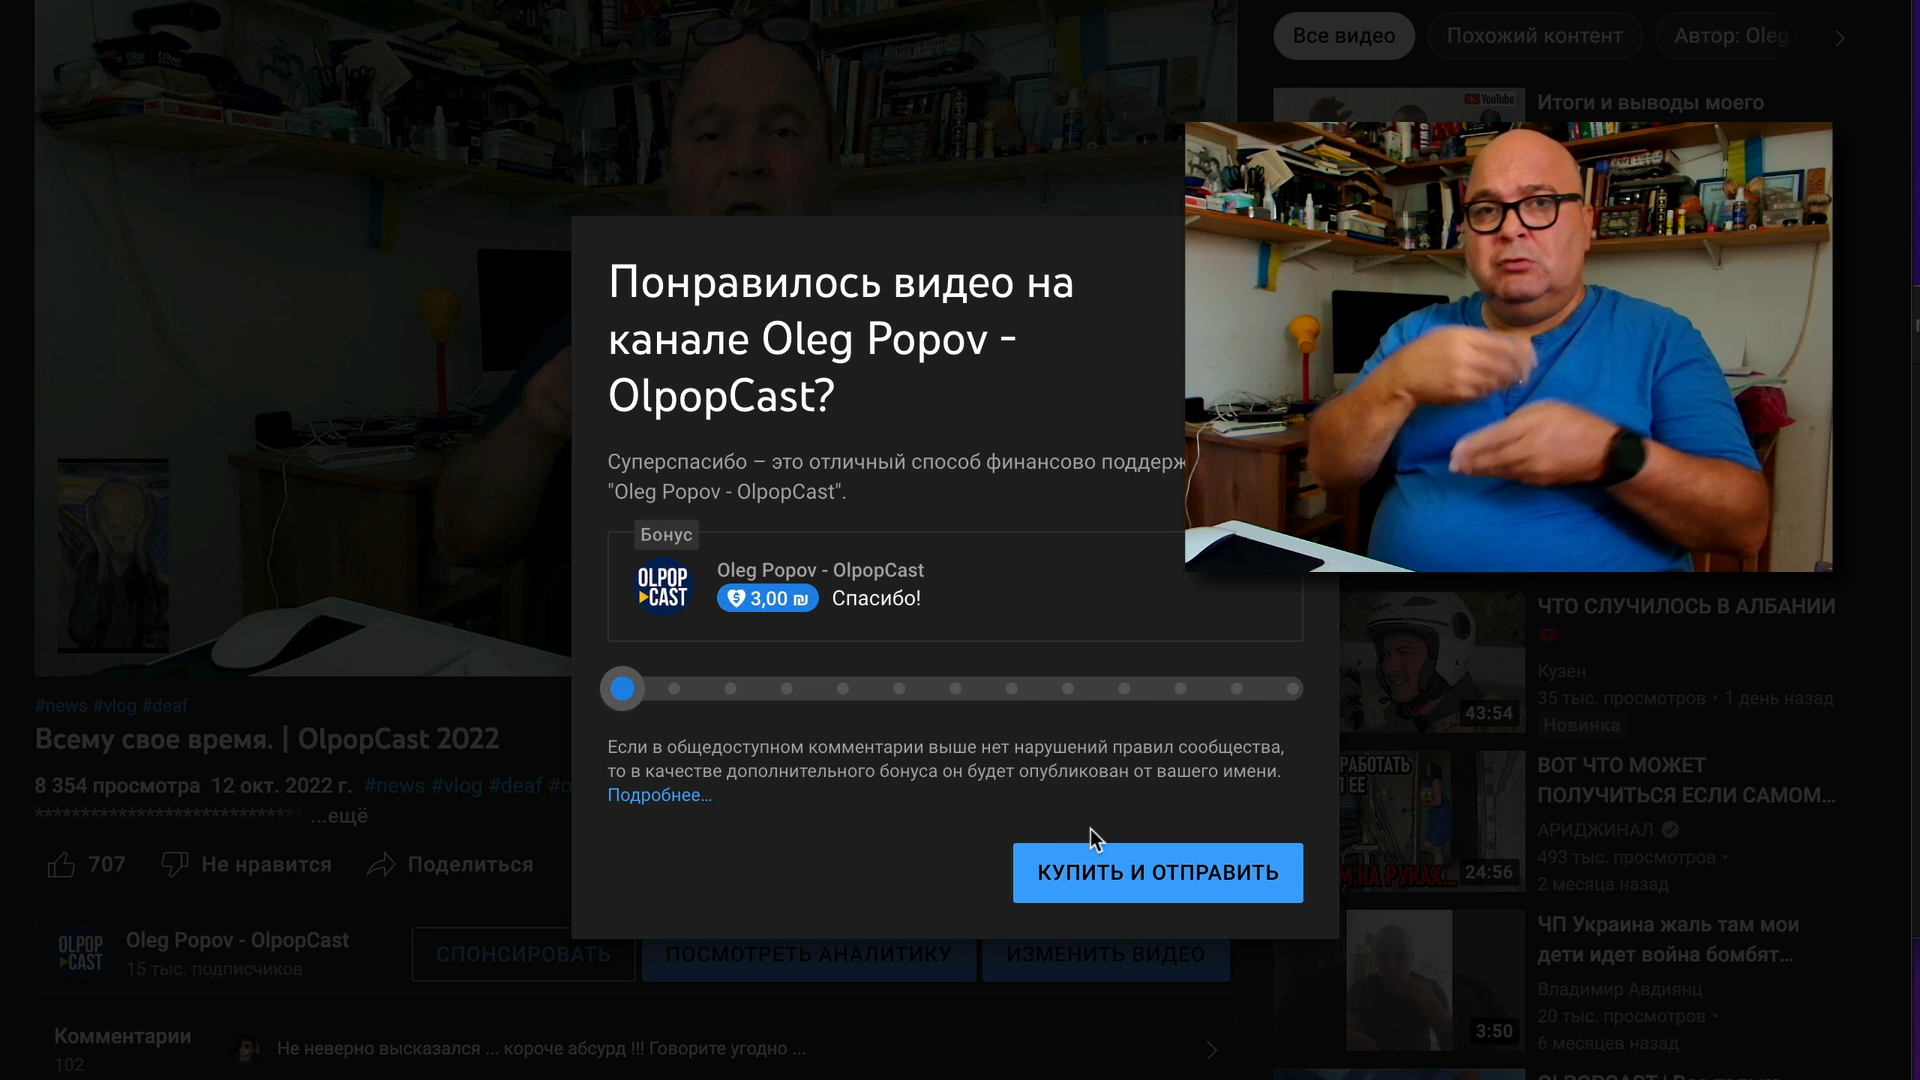 Все видео
Похожий контент
Автор: Oleg
YouTube
Итоги и выводы моего
Понравилось видео на
канале Oleg Popov -
OlpopCast?
Суперспасибо – это отличный способ финансово поддерж
"Oleg Popov - OlpopCast".
Бонус
OLPOP
CAST
Oleg Popov - OlpopCast
3,00 ₪ Спасибо!
Если в общедоступном комментарии выше нет нарушений правил сообщества,
то в качестве дополнительного бонуса он будет опубликован от вашего имени.
Подробнее...
КУПИТЬ И ОТПРАВИТЬ
#news #vlog #deaf
Всему свое время. | OlpopCast 2022
8 354 просмотра 12 окт. 2022 г. #news #vlog #deaf #o
...ещё
707
Не нравится
Поделиться
OLPOP
CAST
Oleg Popov - OlpopCast
15 тыс. подписчиков
СПОНСИРОВАТЬ
ПОСМОТРЕТЬ АНАЛИТИКУ
ИЗМЕНИТЬ ВИДЕО
Комментарии
102
Не неверно высказался ... короче абсурд !!! Говорите угодно ...
ЧТО СЛУЧИЛОСЬ В АЛБАНИИ
Кузен
35 тыс. просмотров • 1 день назад
Новинка
43:54
РАБОТАТЬ
ЕЕ
НА РУКАХ...
24:56
ВОТ ЧТО МОЖЕТ
ПОЛУЧИТЬСЯ ЕСЛИ САМОМ...
АРИДЖИНАЛ
493 тыс. просмотров •
2 месяца назад
3:50
ЧП Украина жаль там мои
дети идет война бомбят...
Владимир Авдиянц
20 тыс. просмотров •
6 месяцев назад